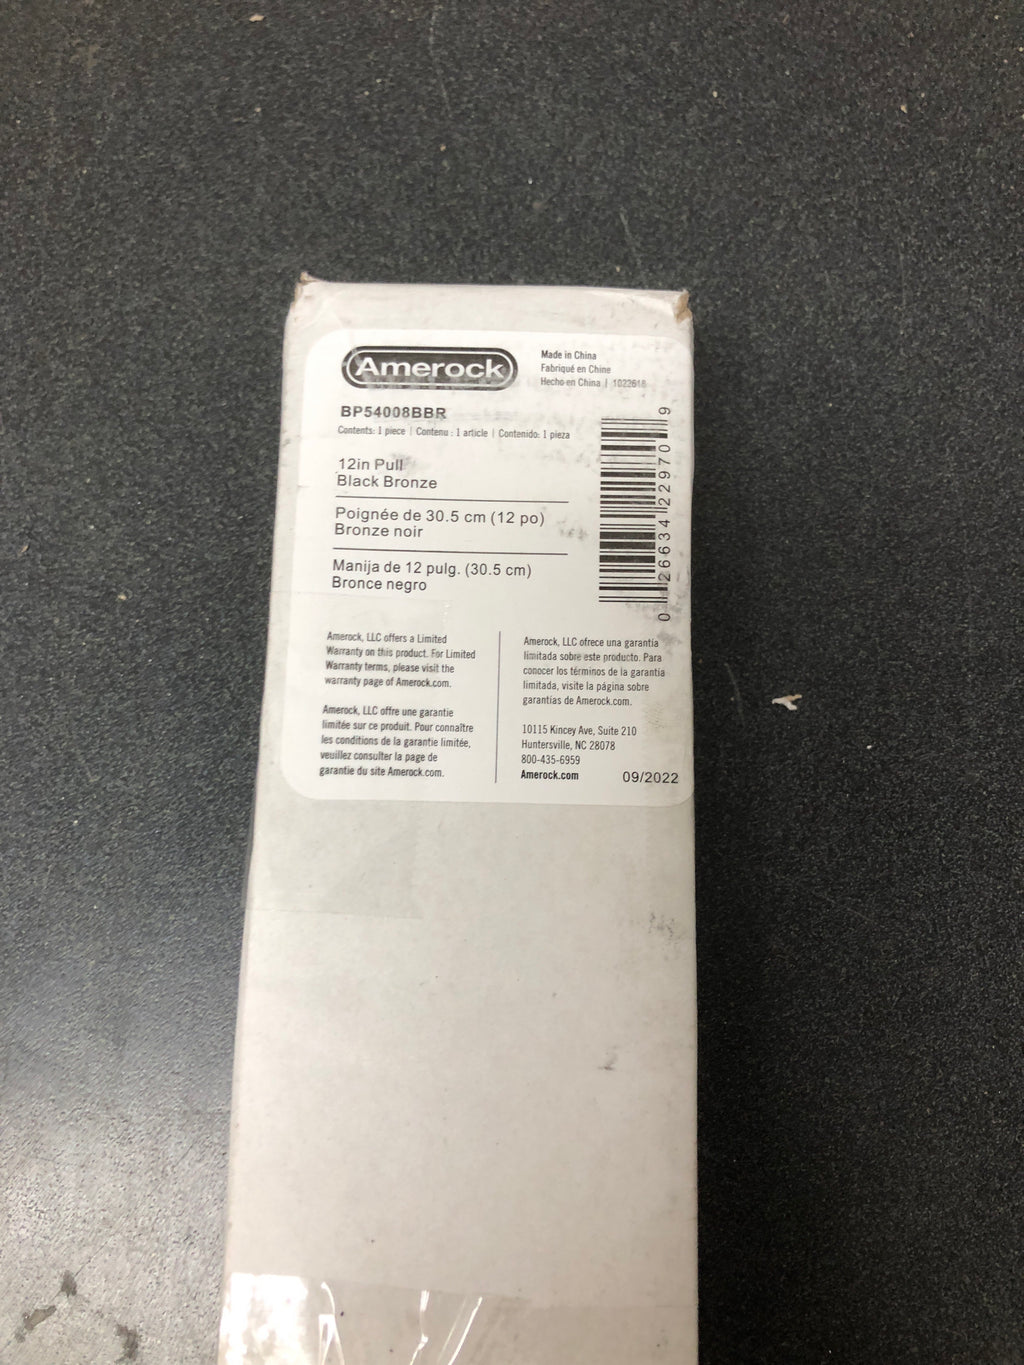 Amerock
Made in China
Fabriqué en Chine
Hecho en China | 1022618
BP54008BBR
Contents: 1 piece | Contenu : 1 article | Contenido: 1 pieza
12in Pull
Black Bronze
Poignée de 30.5 cm (12 po)
Bronze noir
Manija de 12 pulg. (30.5 cm)
Bronce negro
0 26634 22970 9
Amerock, LLC offers a Limited
Warranty on this product. For Limited
Warranty terms, please visit the
warranty page of Amerock.com.
Amerock, LLC offre une garantie
limitée sur ce produit. Pour connaître
les conditions de la garantie limitée,
veuillez consulter la page de
garantie du site Amerock.com.
Amerock, LLC ofrece una garantía
limitada sobre este producto. Para
conocer los términos de la garantía
limitada, visite la página sobre
garantías de Amerock.com.
10115 Kincey Ave, Suite 210
Huntersville, NC 28078
800-435-6959
Amerock.com
09/2022